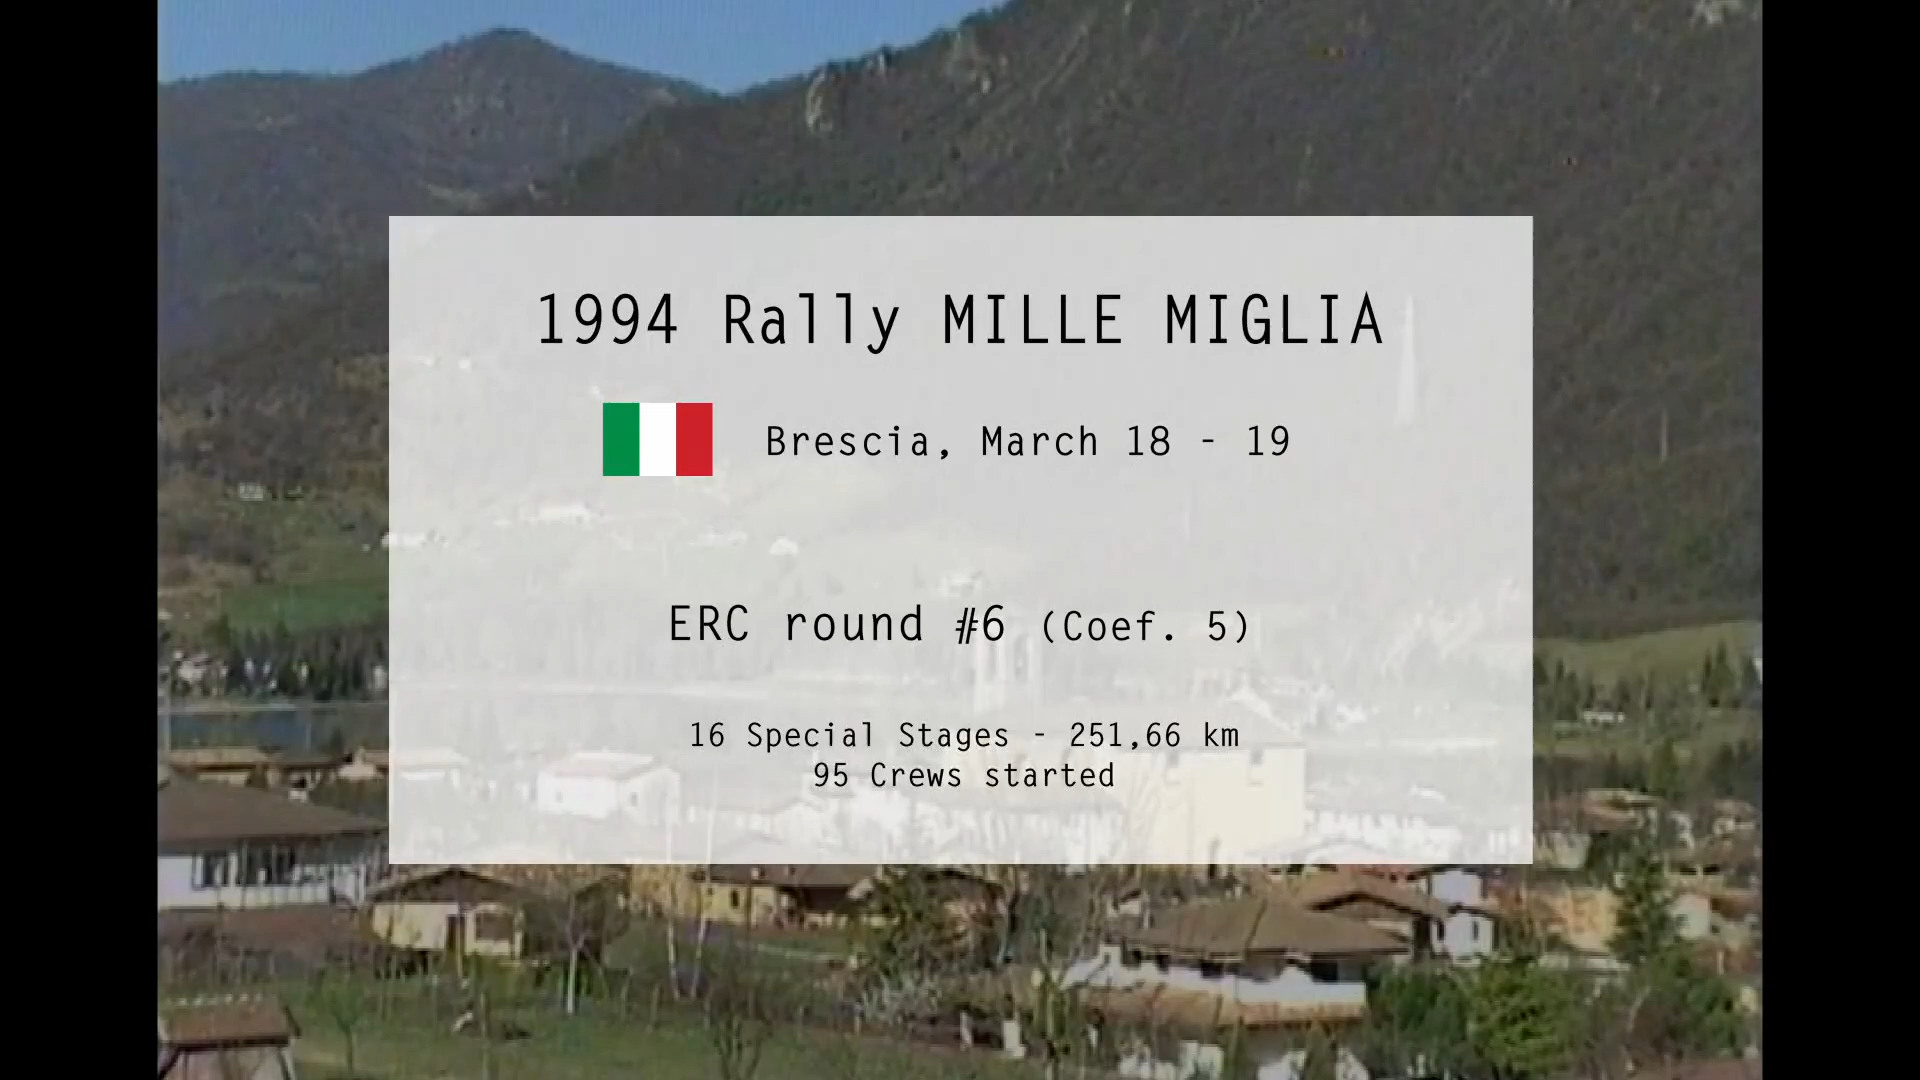 1994 Rally MILLE MIGLIA
Brescia, March 18 - 19
ERC round #6 (Coef. 5)
16 Special Stages - 251,66 km
95 Crews started